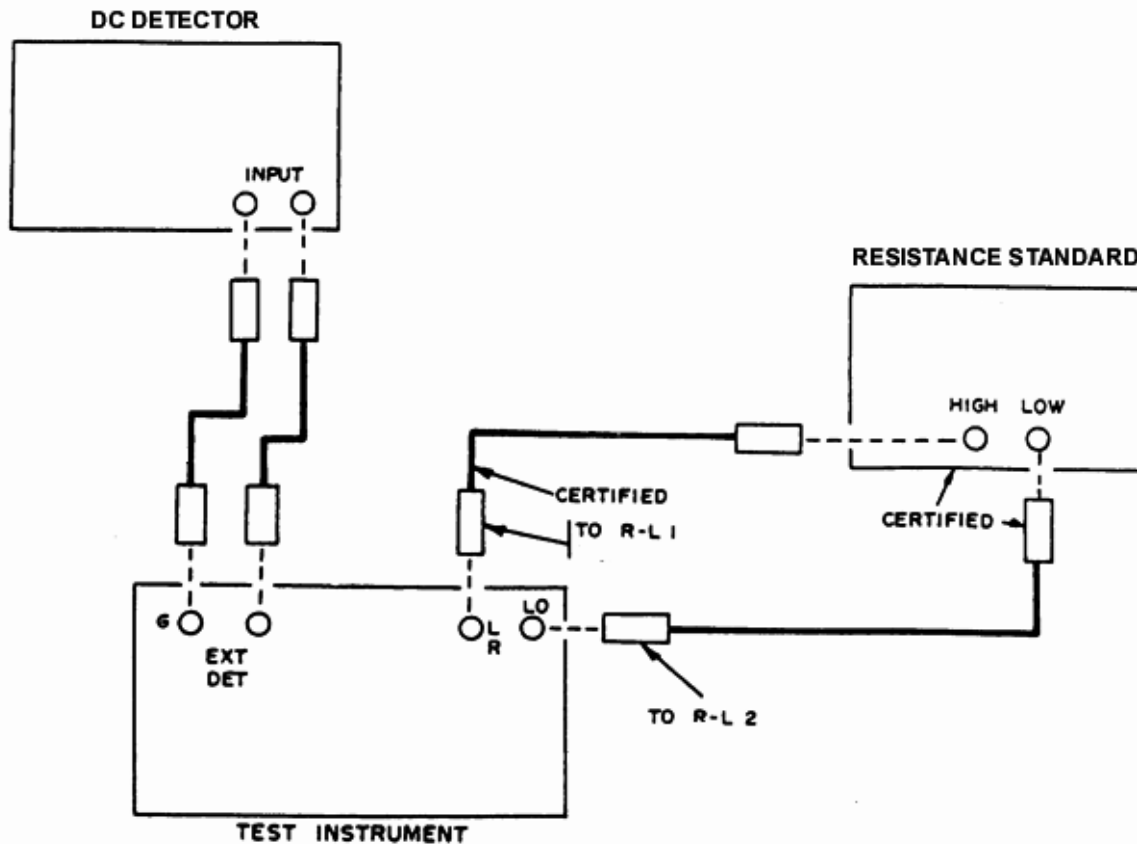 DC DETECTOR
INPUT
RESISTANCE STANDARD
HIGH LOW
CERTIFIED
TO R-L 1
CERTIFIED
G
EXT
DET
L
R
LO
TO R-L 2
TEST INSTRUMENT